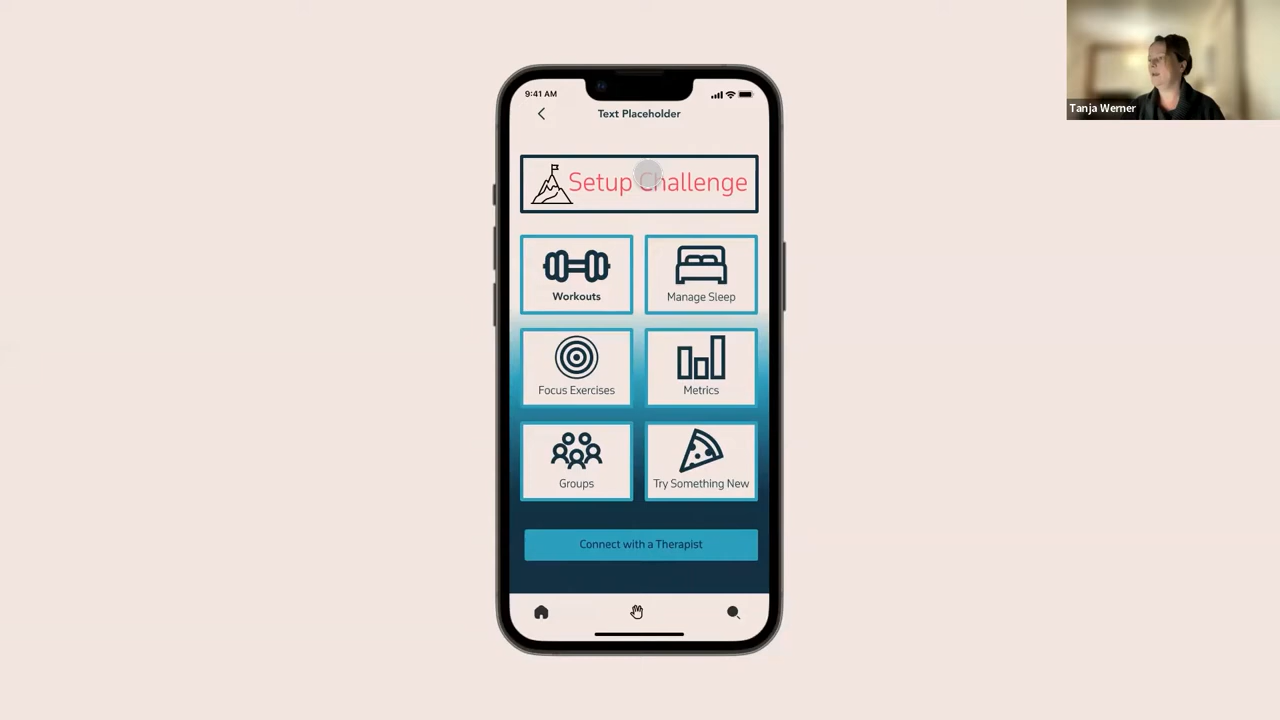 Tanja Werner
9:41 AM
Text Placeholder
Setup Challenge
Workouts
Manage Sleep
Focus Exercises
Metrics
Groups
Try Something New
Connect with a Therapist